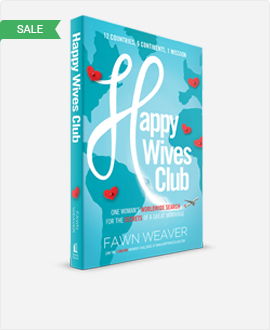 SALE
12 COUNTRIES, 6 CONTINENTS, 1 MISSION
Happy
Wives
Club
ONE WOMAN'S WORLDWIDE SEARCH
FOR THE SECRETS OF A GREAT MARRIAGE
FAWN WEAVER
Happy Wives Club
FAWN WEAVER